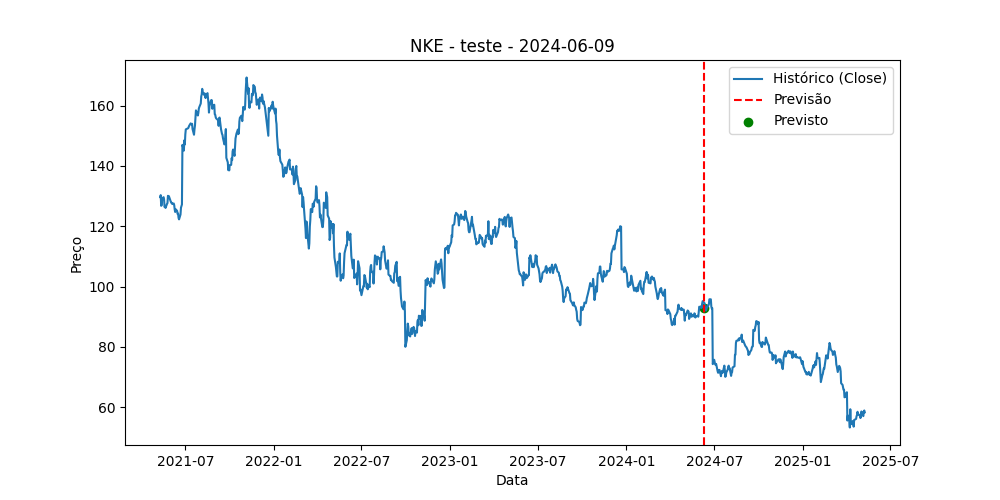 NKE - teste - 2024-06-09
Histórico (Close)
Previsão
Previsto
Preço
160
140
120
100
80
60
2021-07 2022-01 2022-07 2023-01 2023-07 2024-01 2024-07 2025-01 2025-07
Data